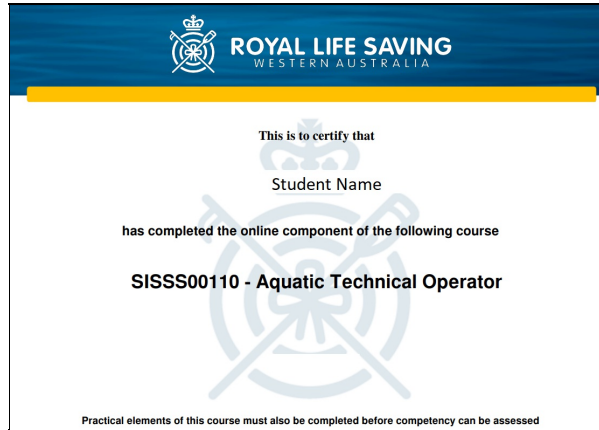 ROYAL LIFE SAVING
WESTERN AUSTRALIA
This is to certify that
Student Name
has completed the online component of the following course
SISSS00110 - Aquatic Technical Operator
Practical elements of this course must also be completed before competency can be assessed